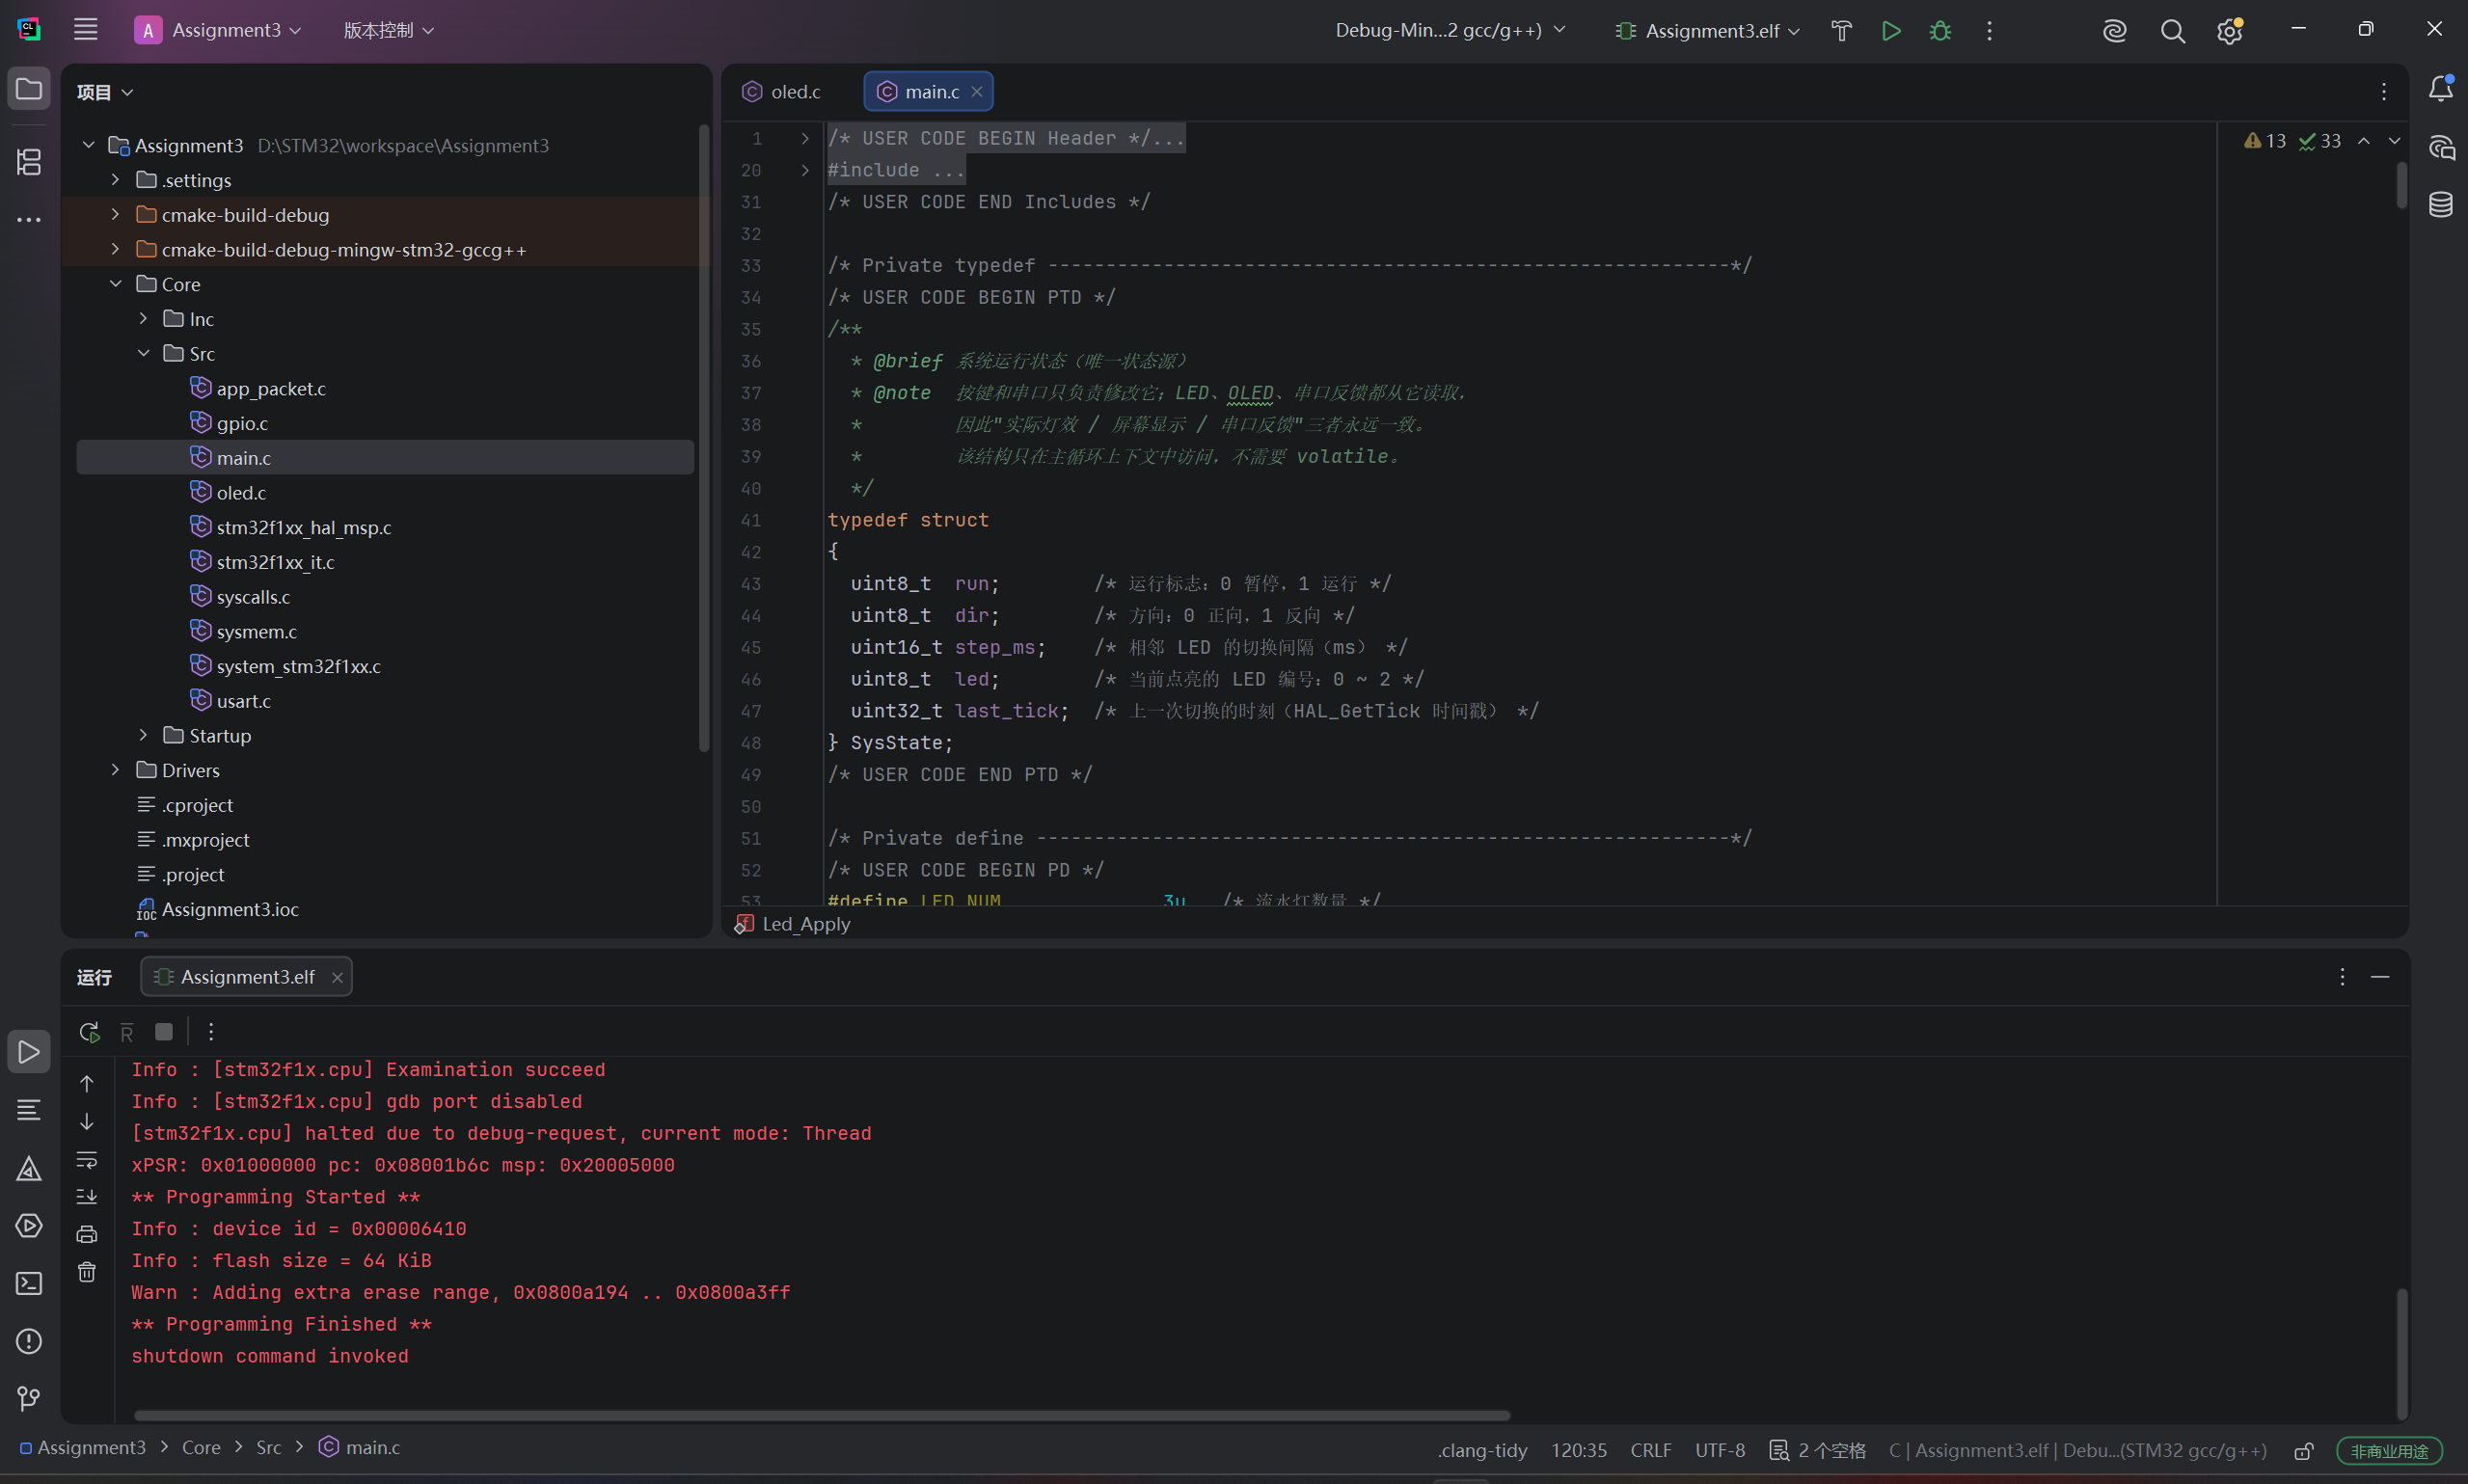 A Assignment3 版本控制 Debug-Min...2 gcc/g++) Assignment3.elf
项目
Assignment3 D:\STM32\workspace\Assignment3
.settings
cmake-build-debug
cmake-build-debug-mingw-stm32-gccg++
Core
Inc
Src
app_packet.c
gpio.c
main.c
oled.c
stm32f1xx_hal_msp.c
stm32f1xx_it.c
syscalls.c
sysmem.c
system_stm32f1xx.c
usart.c
Startup
Drivers
.cproject
.mxproject
.project
Assignment3.ioc
oled.c main.c
13 33
1 /* USER CODE BEGIN Header */...
20 #include ...
31 /* USER CODE END Includes */
32
33 /* Private typedef -----------------------------------------------------------*/
34 /* USER CODE BEGIN PTD */
35 /**
36 * @brief 系统运行状态（唯一状态源）
37 * @note 按键和串口只负责修改它；LED、OLED、串口反馈都从它读取，
38 * 因此"实际灯效 / 屏幕显示 / 串口反馈"三者永远一致。
39 * 该结构只在主循环上下文中访问，不需要 volatile。
40 */
41 typedef struct
42 {
43 uint8_t run; /* 运行标志：0 暂停，1 运行 */
44 uint8_t dir; /* 方向：0 正向，1 反向 */
45 uint16_t step_ms; /* 相邻 LED 的切换间隔（ms） */
46 uint8_t led; /* 当前点亮的 LED 编号：0 ~ 2 */
47 uint32_t last_tick; /* 上一次切换的时刻（HAL_GetTick 时间戳） */
48 } SysState;
49 /* USER CODE END PTD */
50
51 /* Private define ------------------------------------------------------------*/
52 /* USER CODE BEGIN PD */
53 #define LED_NUM 3u /* 流水灯数量 */
Led_Apply
运行 Assignment3.elf
Info : [stm32f1x.cpu] Examination succeed
Info : [stm32f1x.cpu] gdb port disabled
[stm32f1x.cpu] halted due to debug-request, current mode: Thread
xPSR: 0x01000000 pc: 0x08001b6c msp: 0x20005000
** Programming Started **
Info : device id = 0x00006410
Info : flash size = 64 KiB
Warn : Adding extra erase range, 0x0800a194 .. 0x0800a3ff
** Programming Finished **
shutdown command invoked
Assignment3 Core Src main.c .clang-tidy 120:35 CRLF UTF-8 2 个空格 C | Assignment3.elf | Debu...(STM32 gcc/g++) 非商业用途